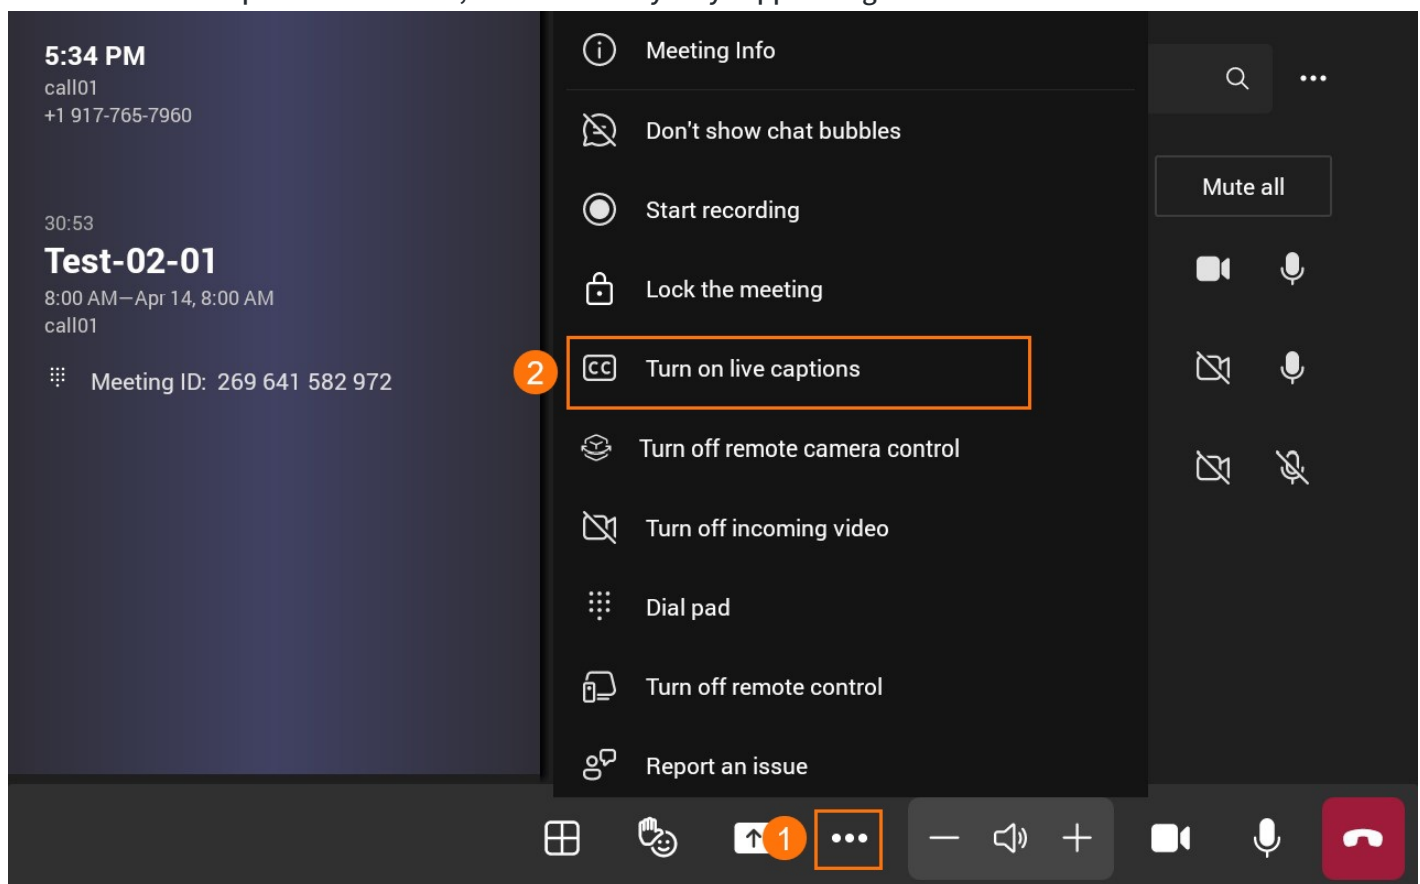 5:34 PM
call01
+1 917-765-7960
30:53
Test-02-01
8:00 AM—Apr 14, 8:00 AM
call01
Meeting ID: 269 641 582 972
Meeting Info
Don't show chat bubbles
Start recording
Lock the meeting
2
CC
Turn on live captions
Turn off remote camera control
Turn off incoming video
Dial pad
Turn off remote control
Report an issue
Mute all
1